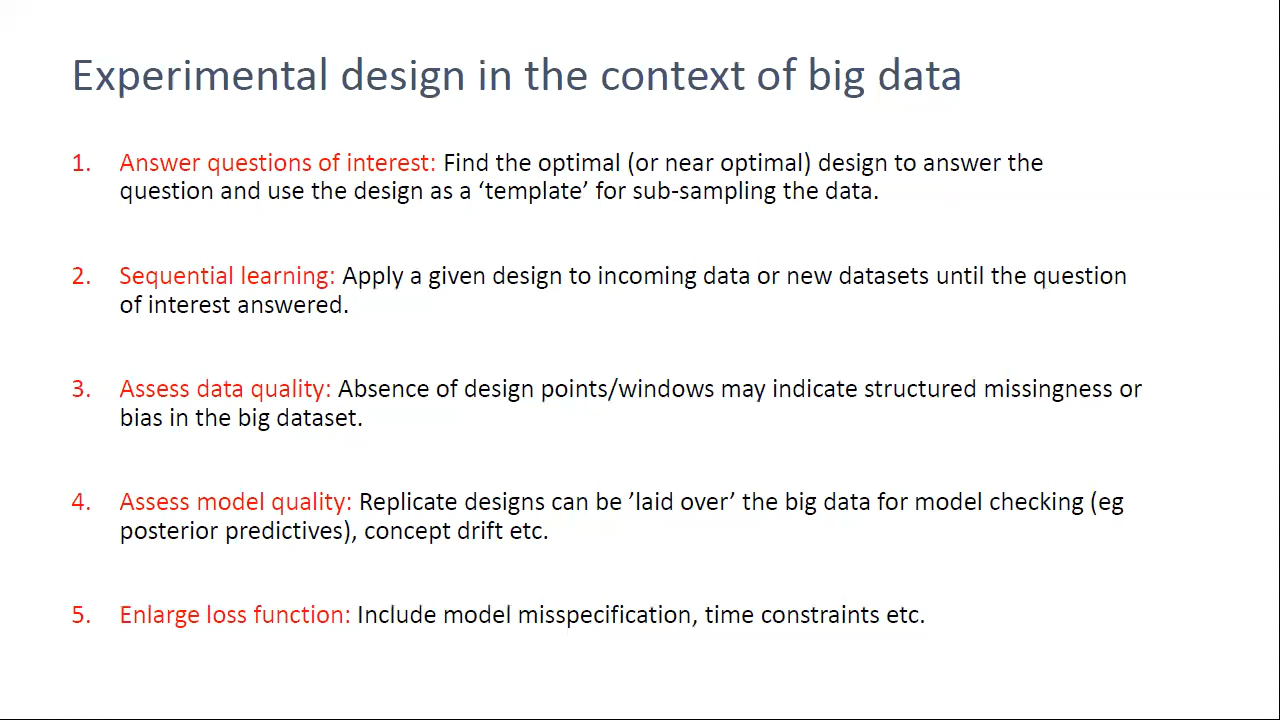 Experimental design in the context of big data
1. Answer questions of interest: Find the optimal (or near optimal) design to answer the
question and use the design as a ‘template’ for sub-sampling the data.
2. Sequential learning: Apply a given design to incoming data or new datasets until the question
of interest answered.
3. Assess data quality: Absence of design points/windows may indicate structured missingness or
bias in the big dataset.
4. Assess model quality: Replicate designs can be ’laid over’ the big data for model checking (eg
posterior predictives), concept drift etc.
5. Enlarge loss function: Include model misspecification, time constraints etc.